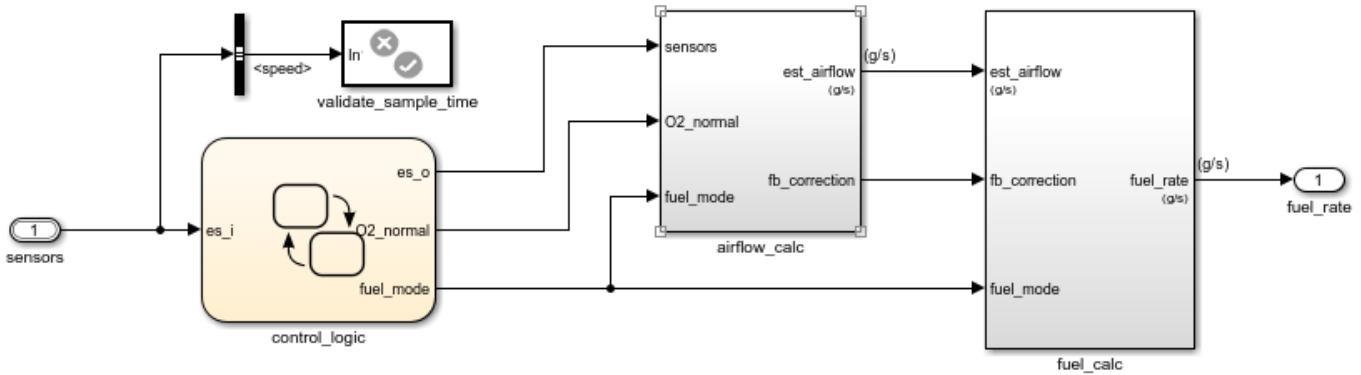 <speed>
In
validate_sample_time
1
sensors
es_i
es_o
O2_normal
fuel_mode
control_logic
sensors
O2_normal
fuel_mode
est_airflow
(g/s)
fb_correction
airflow_calc
(g/s)
est_airflow
(g/s)
fb_correction
fuel_mode
fuel_rate
(g/s)
fuel_calc
(g/s)
1
fuel_rate